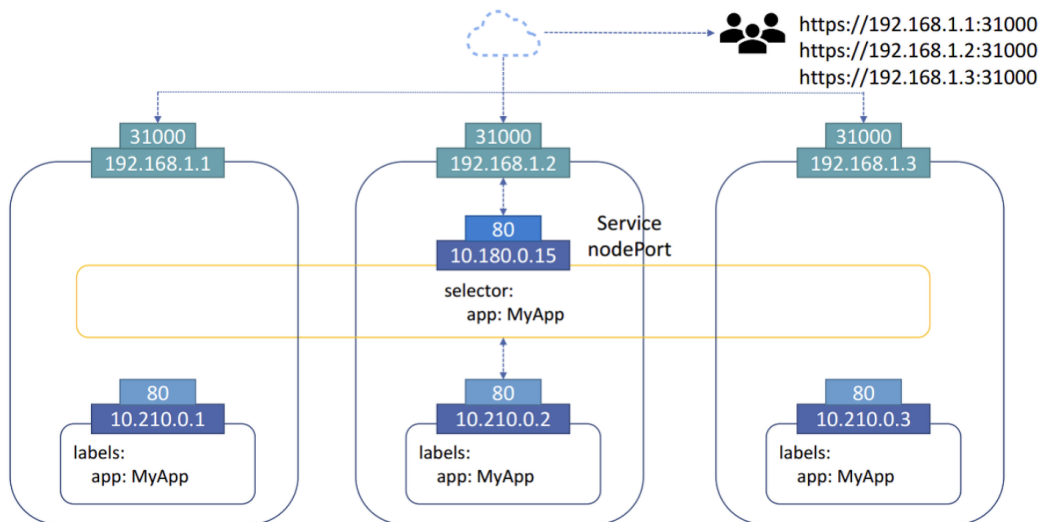 https://192.168.1.1:31000
https://192.168.1.2:31000
https://192.168.1.3:31000
31000
192.168.1.1
31000
192.168.1.2
31000
192.168.1.3
80
10.180.0.15
Service
nodePort
selector:
app: MyApp
80
10.210.0.1
labels:
app: MyApp
80
10.210.0.2
labels:
app: MyApp
80
10.210.0.3
labels:
app: MyApp